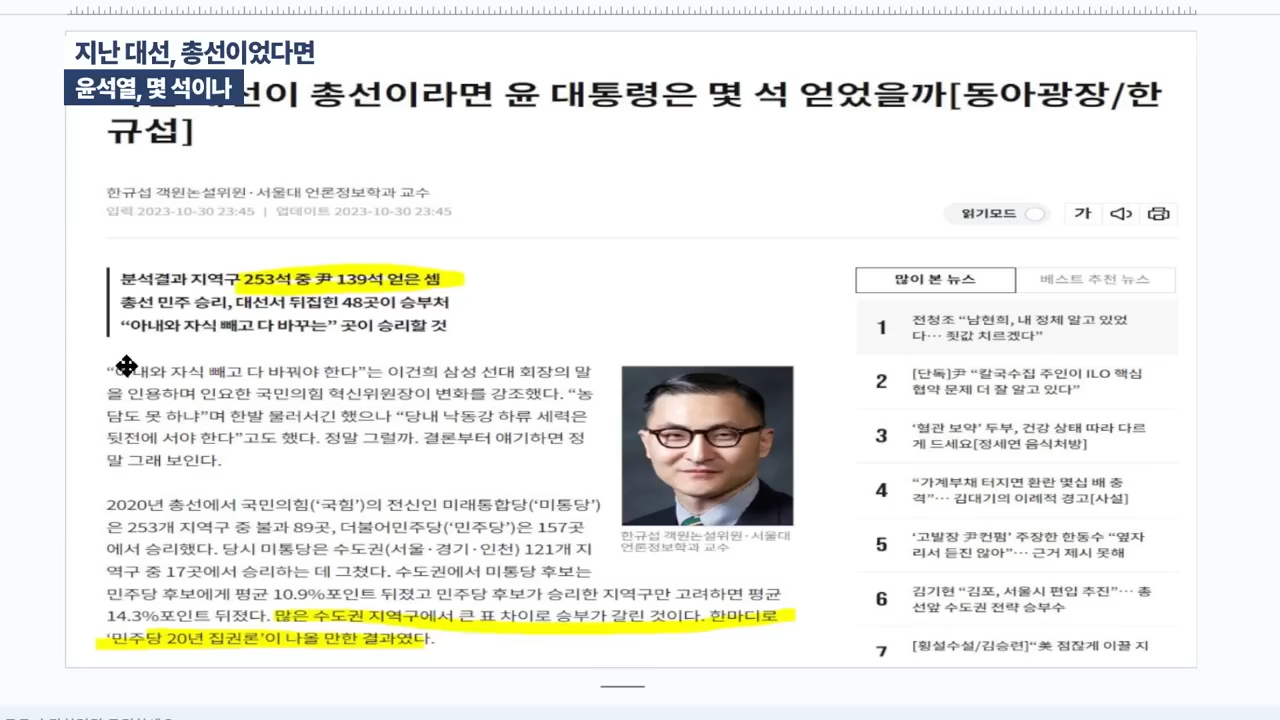 지난 대선, 총선이었다면
윤석열, 몇 석이나
선이 총선이라면 윤 대통령은 몇 석 얻었을까[동아광장/한
규섭]
한규섭 객원논설위원·서울대 언론정보학과 교수
입력 2023-10-30 23:45 | 업데이트 2023-10-30 23:45
읽기모드
가
분석결과 지역구 253석 중 尹 139석 얻은 셈
총선 민주 승리, 대선서 뒤집힌 48곳이 승부처
“아내와 자식 빼고 다 바꾸는” 곳이 승리할 것
“아내와 자식 빼고 다 바꿔야 한다”는 이건희 삼성 선대 회장의 말
을 인용하며 인요한 국민의힘 혁신위원장이 변화를 강조했다. “농
담도 못 하냐”며 한발 물러서긴 했으나 “당내 낙동강 하류 세력은
뒷전에 서야 한다”고도 했다. 정말 그럴까. 결론부터 얘기하면 정
말 그래 보인다.
2020년 총선에서 국민의힘(‘국힘’)의 전신인 미래통합당(‘미통당’)
은 253개 지역구 중 불과 89곳, 더불어민주당(‘민주당’)은 157곳
에서 승리했다. 당시 미통당은 수도권(서울·경기·인천) 121개 지
역구 중 17곳에서 승리하는 데 그쳤다. 수도권에서 미통당 후보는
민주당 후보에게 평균 10.9%포인트 뒤졌고 민주당 후보가 승리한 지역구만 고려하면 평균
14.3%포인트 뒤졌다. 많은 수도권 지역구에서 큰 표 차이로 승부가 갈린 것이다. 한마디로
‘민주당 20년 집권론’이 나올 만한 결과였다.
한규섭 객원논설위원·서울대
언론정보학과 교수
많이 본 뉴스
베스트 추천 뉴스
1 전청조 “남현희, 내 정체 알고 있었
다… 죗값 치르겠다”
2 [단독]尹 “칼국수집 주인이 ILO 핵심
협약 문제 더 잘 알고 있다”
3 ‘혈관 보약’ 두부, 건강 상태 따라 다르
게 드세요[정세연 음식처방]
4 “가계부채 터지면 환란 몇십 배 충
격”… 김대기의 이례적 경고[사설]
5 ‘고발장 尹컨펌’ 주장한 한동수 “옆자
리서 듣진 않아”… 근거 제시 못해
6 김기현 “김포, 서울시 편입 추진”… 총
선앞 수도권 전략 승부수
7 [횡설수설/김승련]“美 점잖게 이끌 지